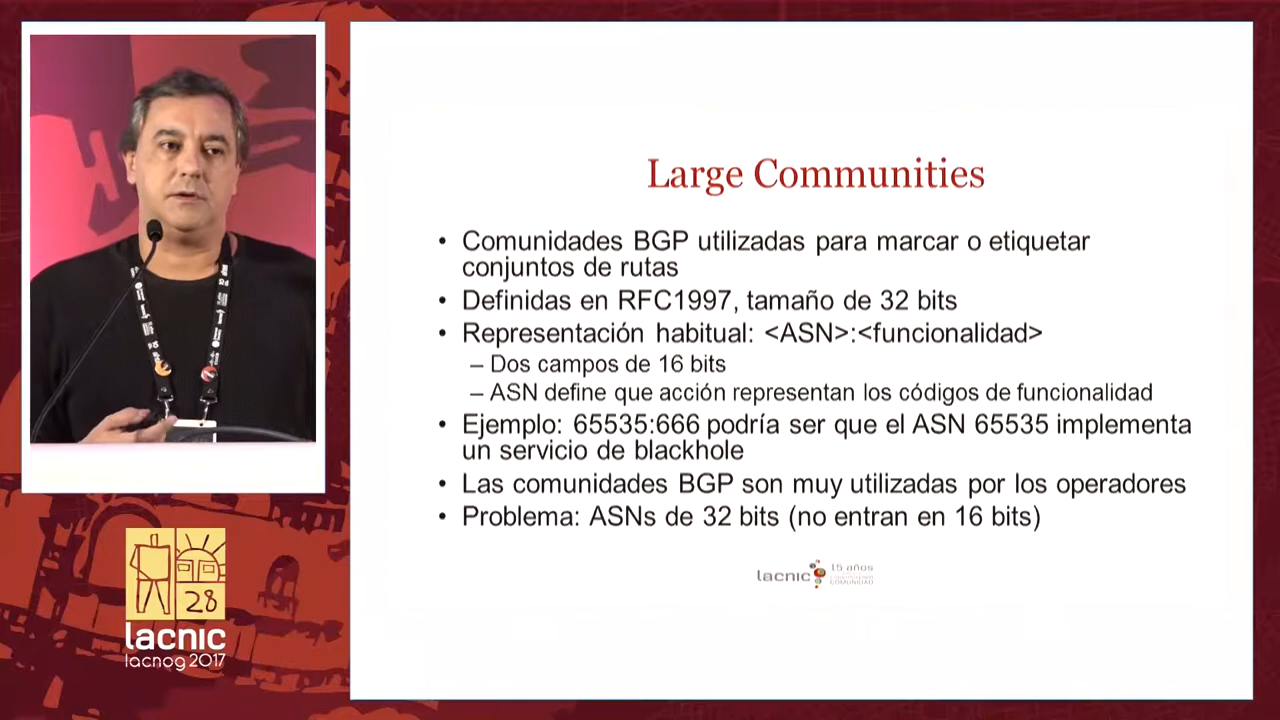 Large Communities
• Comunidades BGP utilizadas para marcar o etiquetar
conjuntos de rutas
• Definidas en RFC1997, tamaño de 32 bits
• Representación habitual: <ASN>:<funcionalidad>
– Dos campos de 16 bits
– ASN define que acción representan los códigos de funcionalidad
• Ejemplo: 65535:666 podría ser que el ASN 65535 implementa
un servicio de blackhole
• Las comunidades BGP son muy utilizadas por los operadores
• Problema: ASNs de 32 bits (no entran en 16 bits)
lacnic 15 años
COMUNIDAD
28
lacnic
lacnog 2017